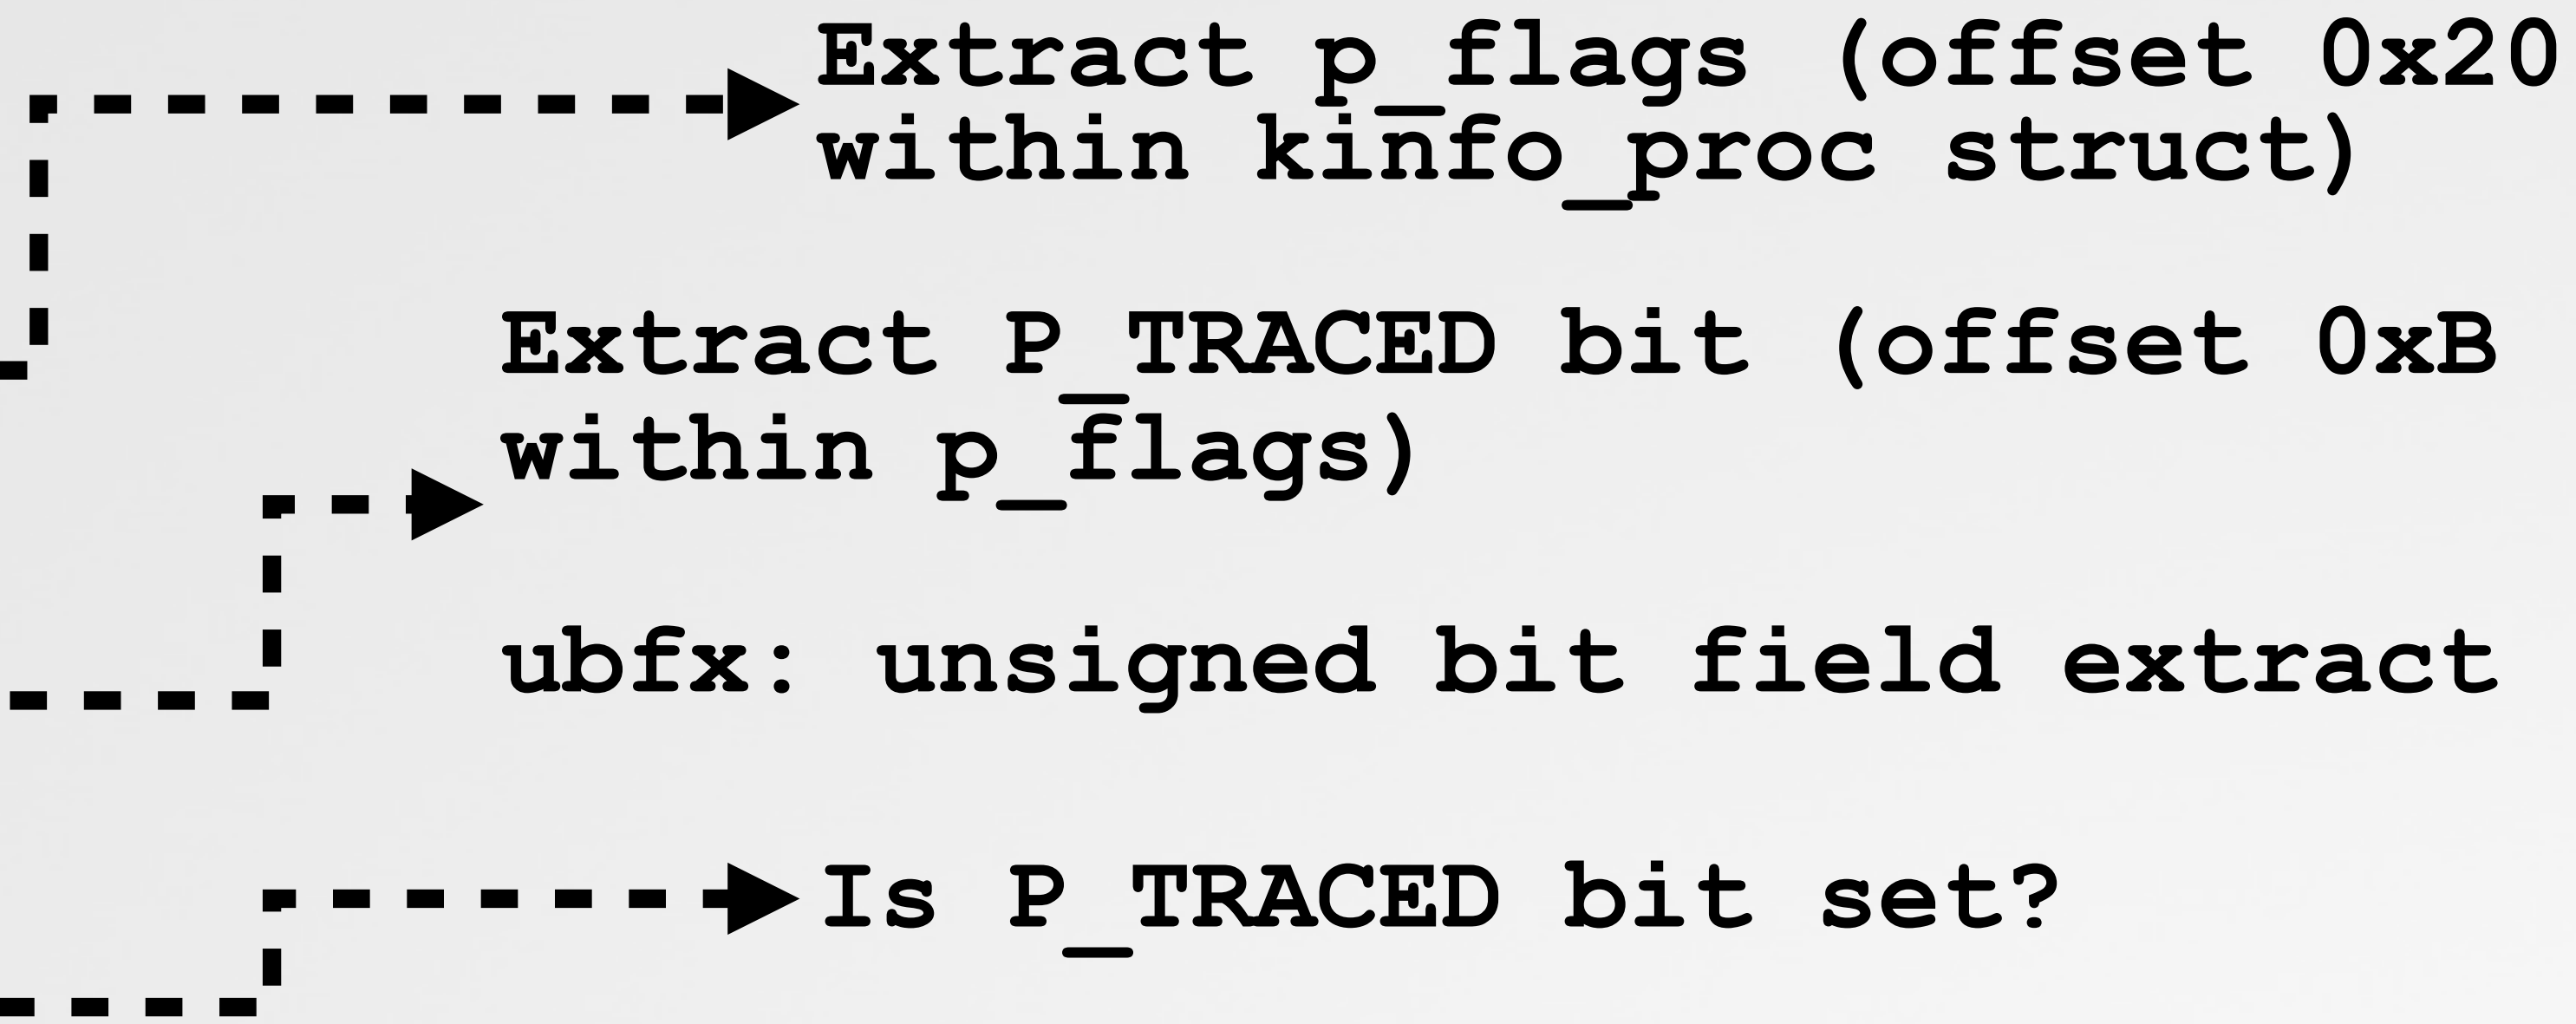 Extract p_flags (offset 0x20
within kinfo_proc struct)
Extract P_TRACED bit (offset 0xB
within p_flags)
ubfx: unsigned bit field extract
Is P_TRACED bit set?